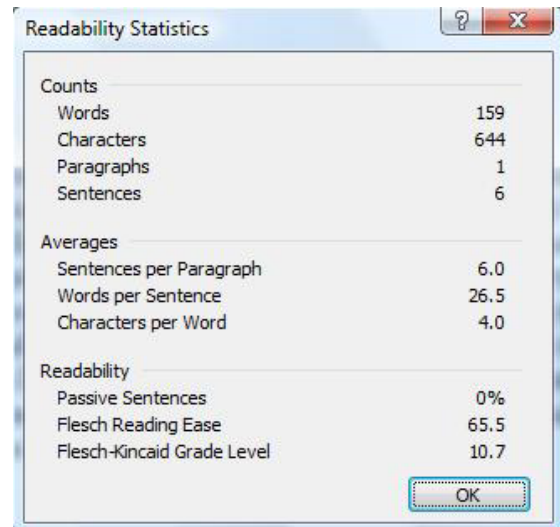 Readability Statistics
Counts
Words 159
Characters 644
Paragraphs 1
Sentences 6
Averages
Sentences per Paragraph 6.0
Words per Sentence 26.5
Characters per Word 4.0
Readability
Passive Sentences 0%
Flesch Reading Ease 65.5
Flesch-Kincaid Grade Level 10.7
OK